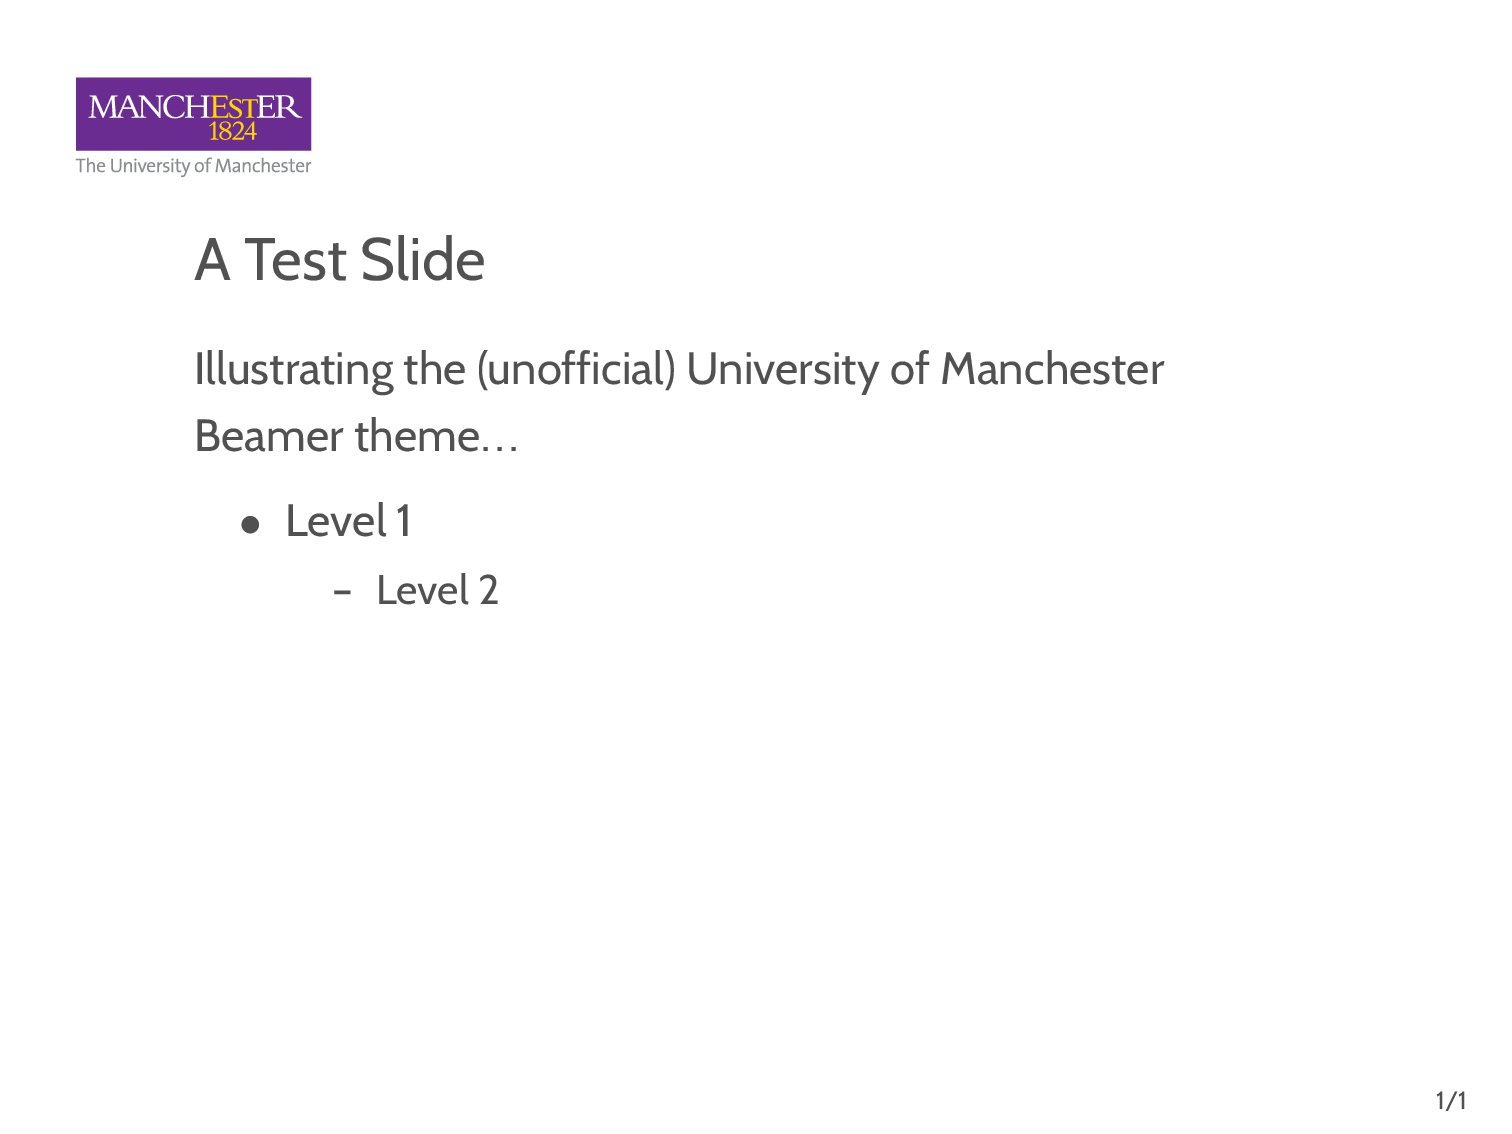 MANCHESTER
1824
The University of Manchester
A Test Slide
Illustrating the (unofficial) University of Manchester
Beamer theme…
● Level 1
– Level 2
1/1